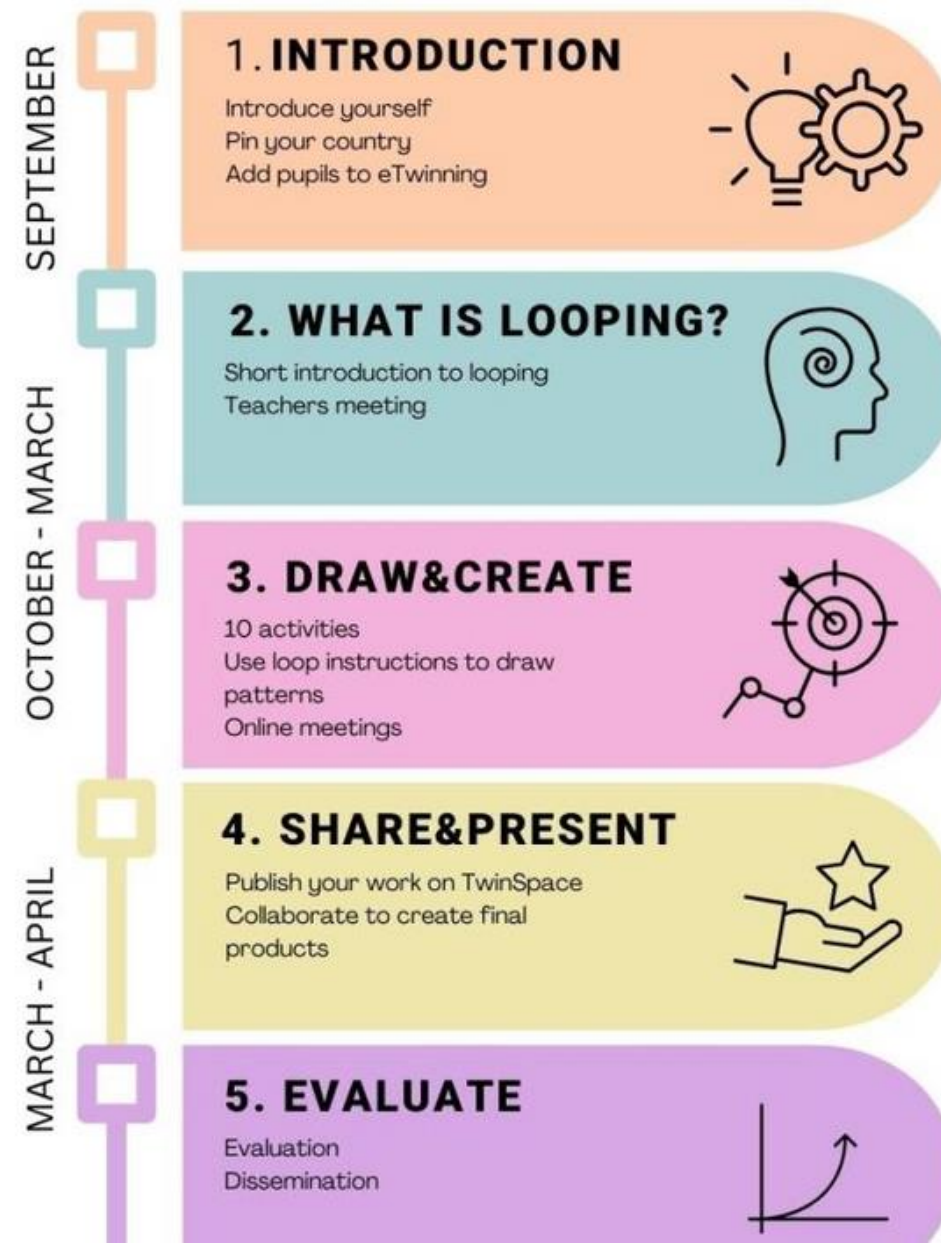 SEPTEMBER
1. INTRODUCTION
Introduce yourself
Pin your country
Add pupils to eTwinning
OCTOBER - MARCH
2. WHAT IS LOOPING?
Short introduction to looping
Teachers meeting
3. DRAW&CREATE
10 activities
Use loop instructions to draw
patterns
Online meetings
MARCH - APRIL
4. SHARE&PRESENT
Publish your work on TwinSpace
Collaborate to create final
products
5. EVALUATE
Evaluation
Dissemination